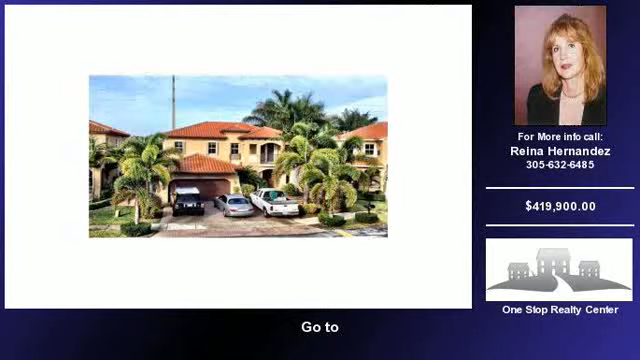 For More info call:
Reina Hernandez
305-632-6485
$419,900.00
One Stop Realty Center
Go to